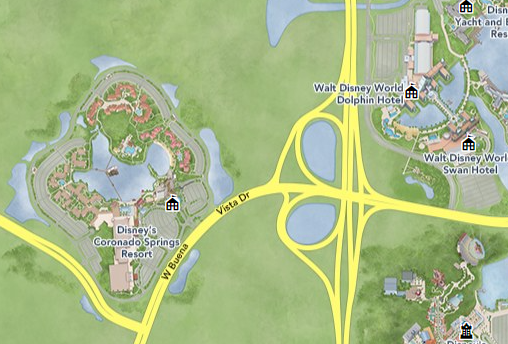 Disn
Yacht and B
Res
Walt Disney World
Dolphin Hotel
Walt Disney World
Swan Hotel
Vista Dr
W Buena
Disney's
Coronado Springs
Resort